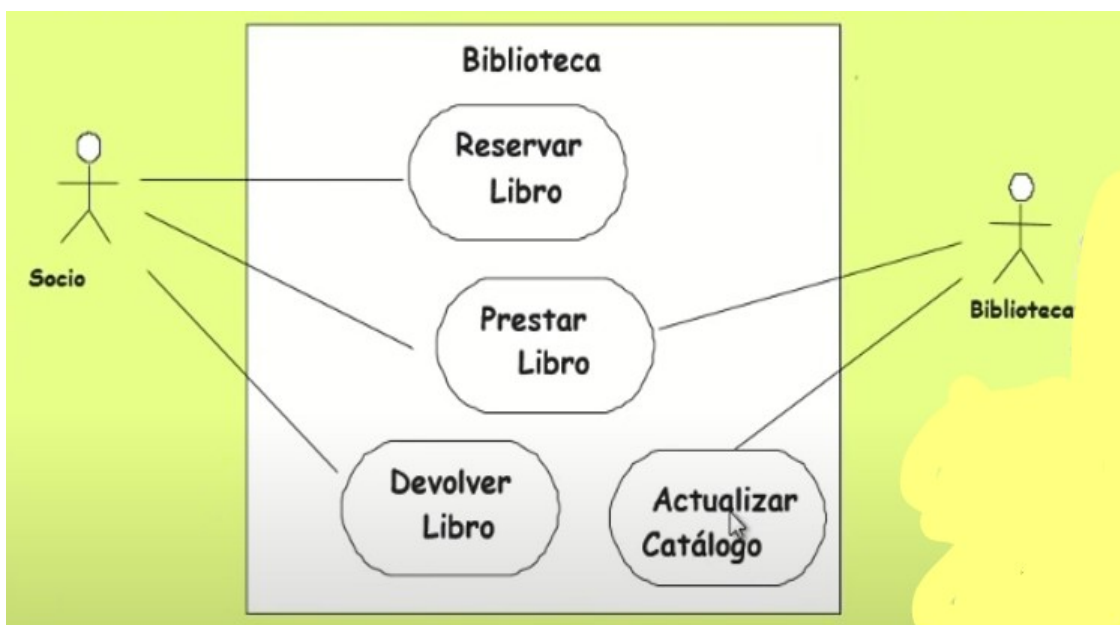 Biblioteca
Reservar
Libro
Socio
Prestar
Libro
Biblioteca
Devolver
Libro
Actualizar
Catálogo